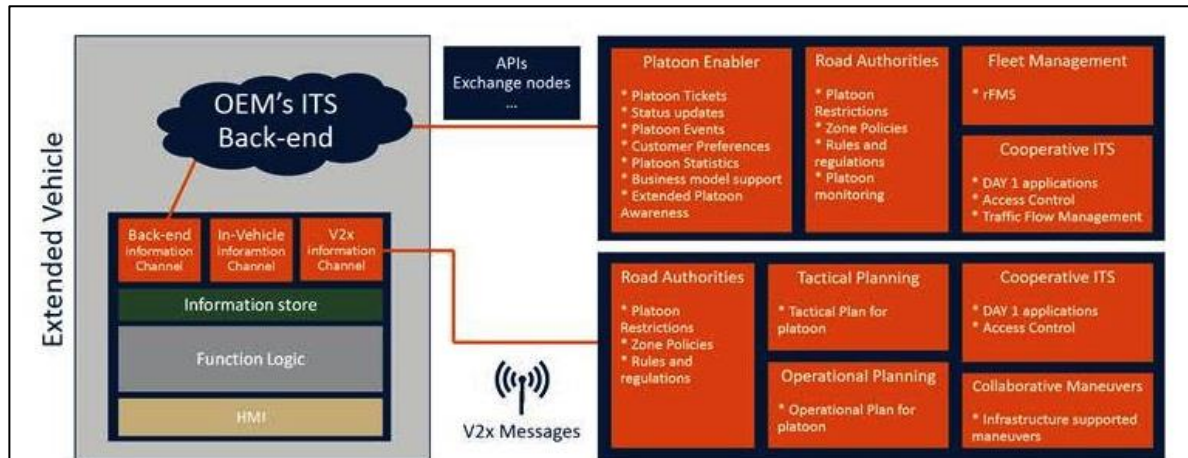 Extended Vehicle
OEM's ITS
Back-end
Back-end
information
Channel
In-Vehicle
inforamtion
Channel
V2x
information
Channel
Information store
Function Logic
HMI
APIs
Exchange nodes
...
V2x Messages
Platoon Enabler
* Platoon Tickets
* Status updates
* Platoon Events
* Customer Preferences
* Platoon Statistics
* Business model support
* Extended Platoon
Awareness
Road Authorities
* Platoon
Restrictions
* Zone Policies
* Rules and
regulations
* Platoon
monitoring
Fleet Management
* rFMS
Cooperative ITS
* DAY 1 applications
* Access Control
* Traffic Flow Management
Road Authorities
* Platoon
Restrictions
* Zone Policies
* Rules and
regulations
Tactical Planning
* Tactical Plan for
platoon
Operational Planning
* Operational Plan for
platoon
Cooperative ITS
* DAY 1 applications
* Access Control
Collaborative Maneuvers
* Infrastructure supported
maneuvers